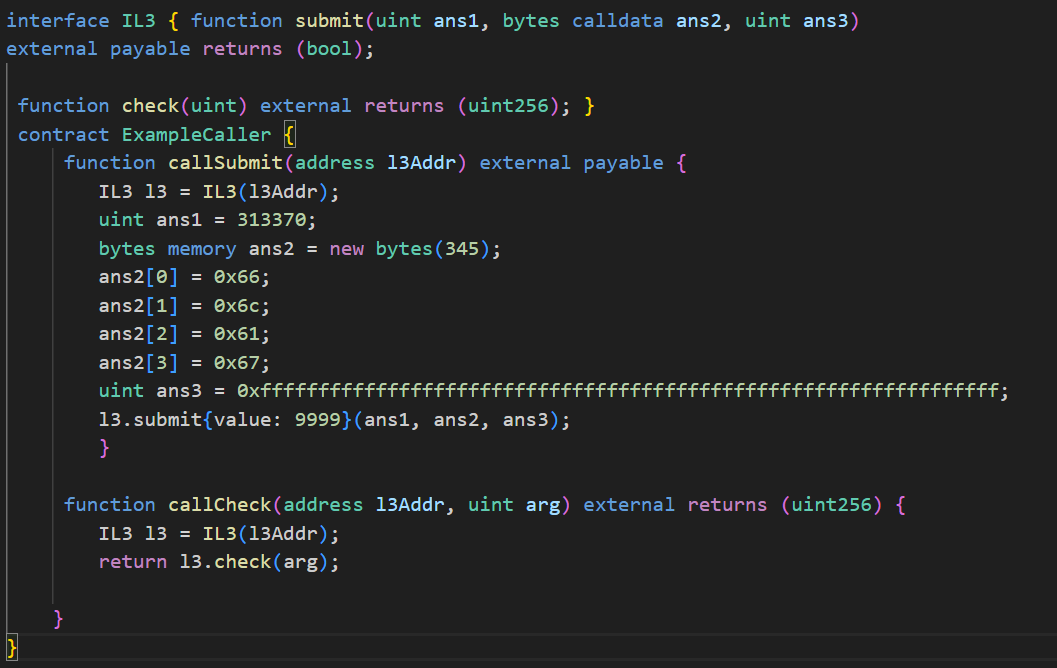 interface IL3 { function submit(uint ans1, bytes calldata ans2, uint ans3)
external payable returns (bool);
function check(uint) external returns (uint256); }
contract ExampleCaller {
function callSubmit(address l3Addr) external payable {
IL3 l3 = IL3(l3Addr);
uint ans1 = 313370;
bytes memory ans2 = new bytes(345);
ans2[0] = 0x66;
ans2[1] = 0x6c;
ans2[2] = 0x61;
ans2[3] = 0x67;
uint ans3 = 0xffffffffffffffffffffffffffffffffffffffffffffffffffffffffffffffff;
l3.submit{value: 9999}(ans1, ans2, ans3);
}
function callCheck(address l3Addr, uint arg) external returns (uint256) {
IL3 l3 = IL3(l3Addr);
return l3.check(arg);
}
}